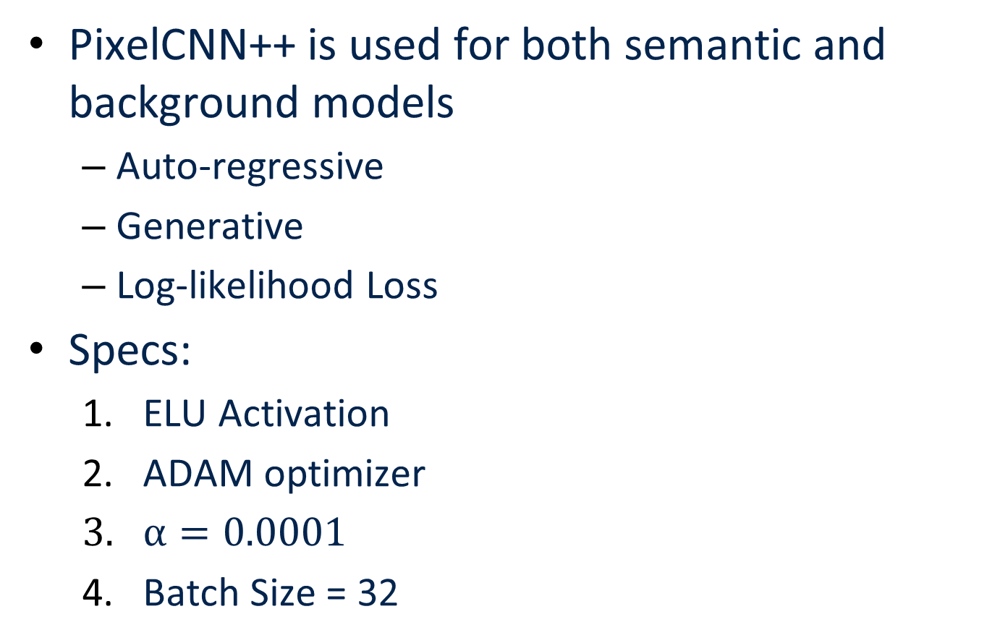 • PixelCNN++ is used for both semantic and
background models
– Auto-regressive
– Generative
– Log-likelihood Loss
• Specs:
1. ELU Activation
2. ADAM optimizer
3. α = 0.0001
4. Batch Size = 32